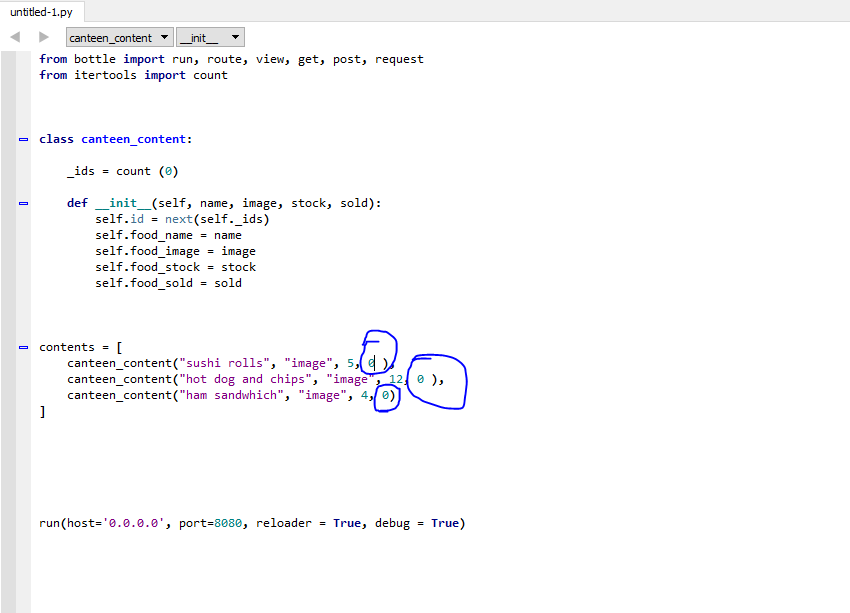 untitled-1.py
canteen_content __init__
from bottle import run, route, view, get, post, request
from itertools import count
class canteen_content:
_ids = count (0)
def __init__(self, name, image, stock, sold):
self.id = next(self._ids)
self.food_name = name
self.food_image = image
self.food_stock = stock
self.food_sold = sold
contents = [
canteen_content("sushi rolls", "image", 5, 0 ),
canteen_content("hot dog and chips", "image", 12, 0 ),
canteen_content("ham sandwhich", "image", 4, 0)
]
run(host='0.0.0.0', port=8080, reloader = True, debug = True)